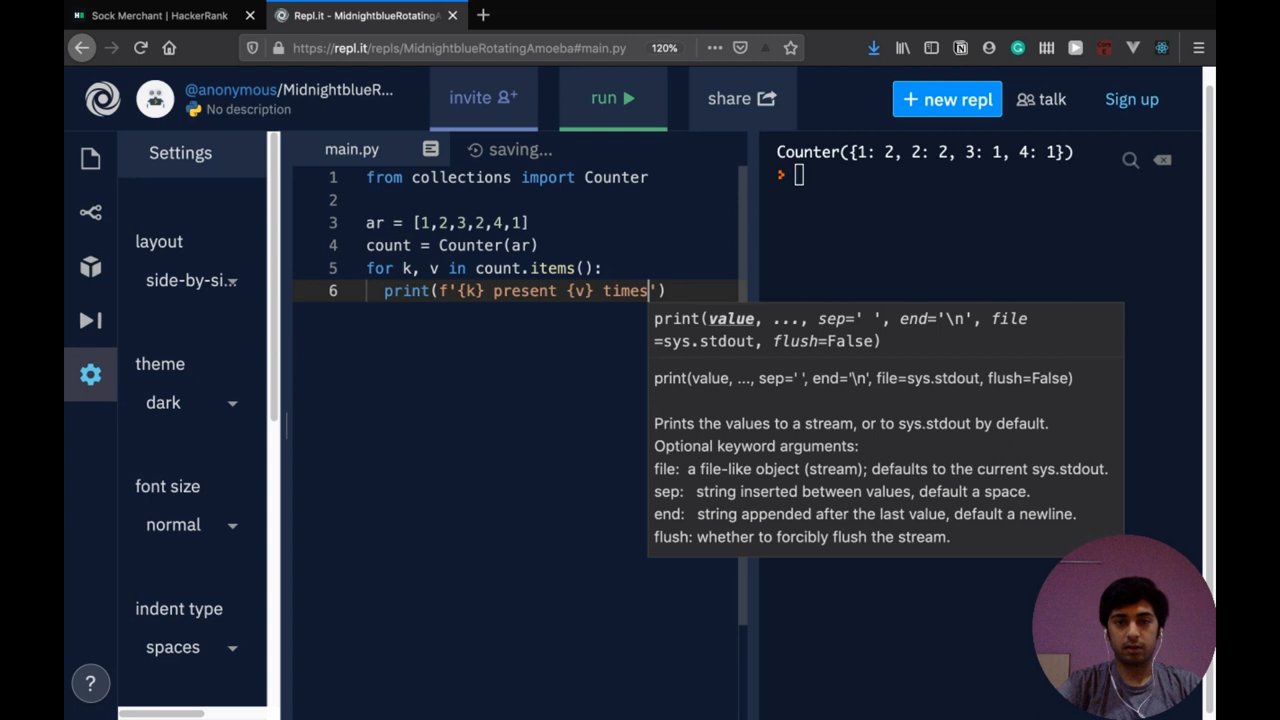 Sock Merchant | HackerRank
Repl.it - MidnightblueRotatingA
https://repl.it/repls/MidnightblueRotatingAmoeba#main.py
120%
@anonymous/MidnightblueR...
No description
invite
run
share
+ new repl
talk
Sign up
Settings
layout
side-by-si...
theme
dark
font size
normal
indent type
spaces
?
main.py
saving...
1 from collections import Counter
2
3 ar = [1,2,3,2,4,1]
4 count = Counter(ar)
5 for k, v in count.items():
6 print(f'{k} present {v} times')
print(value, ..., sep=' ', end='\n', file
=sys.stdout, flush=False)
print(value, ..., sep=' ', end='\n', file=sys.stdout, flush=False)
Prints the values to a stream, or to sys.stdout by default.
Optional keyword arguments:
file: a file-like object (stream); defaults to the current sys.stdout.
sep: string inserted between values, default a space.
end: string appended after the last value, default a newline.
flush: whether to forcibly flush the stream.
Counter({1: 2, 2: 2, 3: 1, 4: 1})